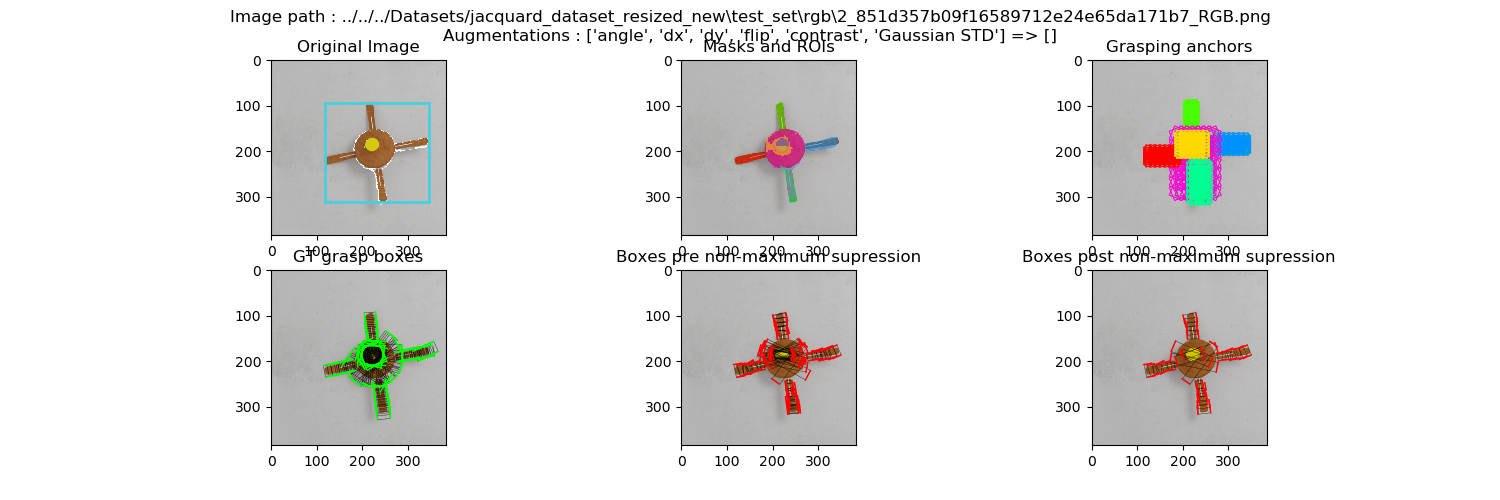 Image path : ../../../Datasets/jacquard_dataset_resized_new\test_set\rgb\2_851d357b09f16589712e24e65da171b7_RGB.png
Augmentations : ['angle', 'dx', 'dy', 'flip', 'contrast', 'Gaussian STD'] => []
Original Image
Masks and ROIs
Grasping anchors
0
100
200
300
0 100 200 300
0
100
200
300
0 100 200 300
0
100
200
300
0 100 200 300
GT grasp boxes
Boxes pre non-maximum supression
Boxes post non-maximum supression
0
100
200
300
0 100 200 300
0
100
200
300
0 100 200 300
0
100
200
300
0 100 200 300